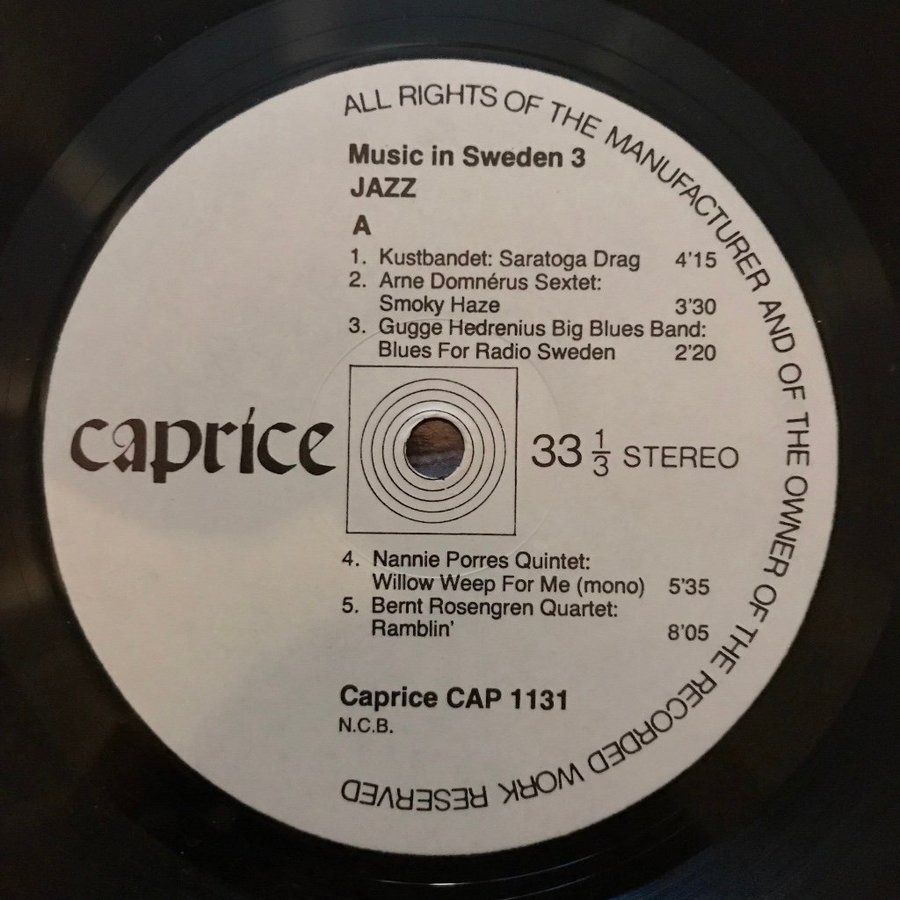 ALL RIGHTS OF THE MANUFACTURER AND OF THE OWNER OF THE RECORDED WORK RESERVED
Music in Sweden 3
JAZZ
A
1. Kustbandet: Saratoga Drag 4'15
2. Arne Domnérus Sextet:
Smoky Haze 3'30
3. Gugge Hedrenius Big Blues Band:
Blues For Radio Sweden 2'20
caprice
33 1/3 STEREO
4. Nannie Porres Quintet:
Willow Weep For Me (mono) 5'35
5. Bernt Rosengren Quartet:
Ramblin' 8'05
Caprice CAP 1131
N.C.B.